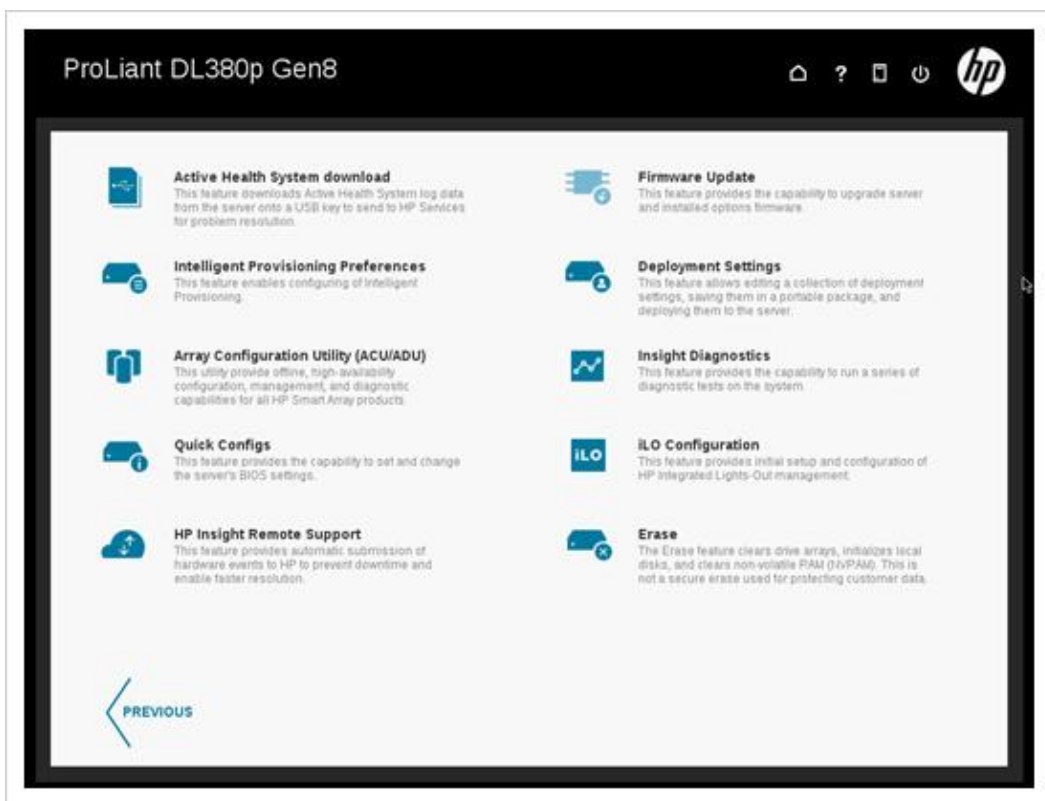 ProLiant DL380p Gen8
?
hp
Active Health System download
This feature downloads Active Health System log data
from the server onto a USB key to send to HP Services
for problem resolution.
Firmware Update
This feature provides the capability to upgrade server
and installed options firmware.
Intelligent Provisioning Preferences
This feature enables configuring of Intelligent
Provisioning.
Deployment Settings
This feature allows editing a collection of deployment
settings, saving them in a portable package, and
deploying them to the server.
Array Configuration Utility (ACU/ADU)
This utility provide offline, high-availability
configuration, management, and diagnostic
capabilities for all HP Smart Array products.
Insight Diagnostics
This feature provides the capability to run a series of
diagnostic tests on the system.
Quick Configs
This feature provides the capability to set and change
the server's BIOS settings.
iLO
iLO Configuration
This feature provides initial setup and configuration of
HP Integrated Lights-Out management.
HP Insight Remote Support
This feature provides automatic submission of
hardware events to HP to prevent downtime and
enable faster resolution.
Erase
The Erase feature clears drive arrays, initializes local
disks, and clears non-volatile RAM (NVRAM). This is
not a secure erase used for protecting customer data.
PREVIOUS